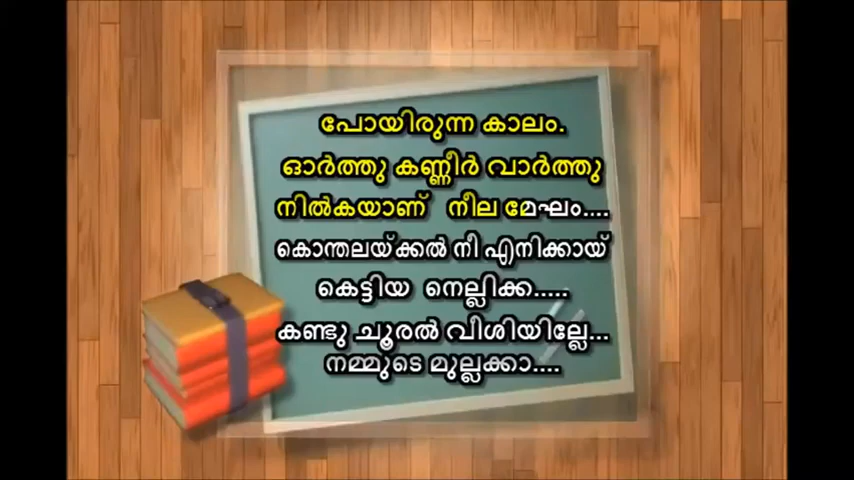 പോയിരുന്ന കാലം.
ഓർത്തു കണ്ണീർ വാർത്തു
നിൽകയാണ് നീല മേഘം....
കൊന്തലയ്ക്കൽ നീ എനിക്കായ്
കെട്ടിയ നെല്ലിക്ക.....
കണ്ടു ചൂരൽ വീശിയില്ലേ...
നമ്മുടെ മുല്ലക്കാ....